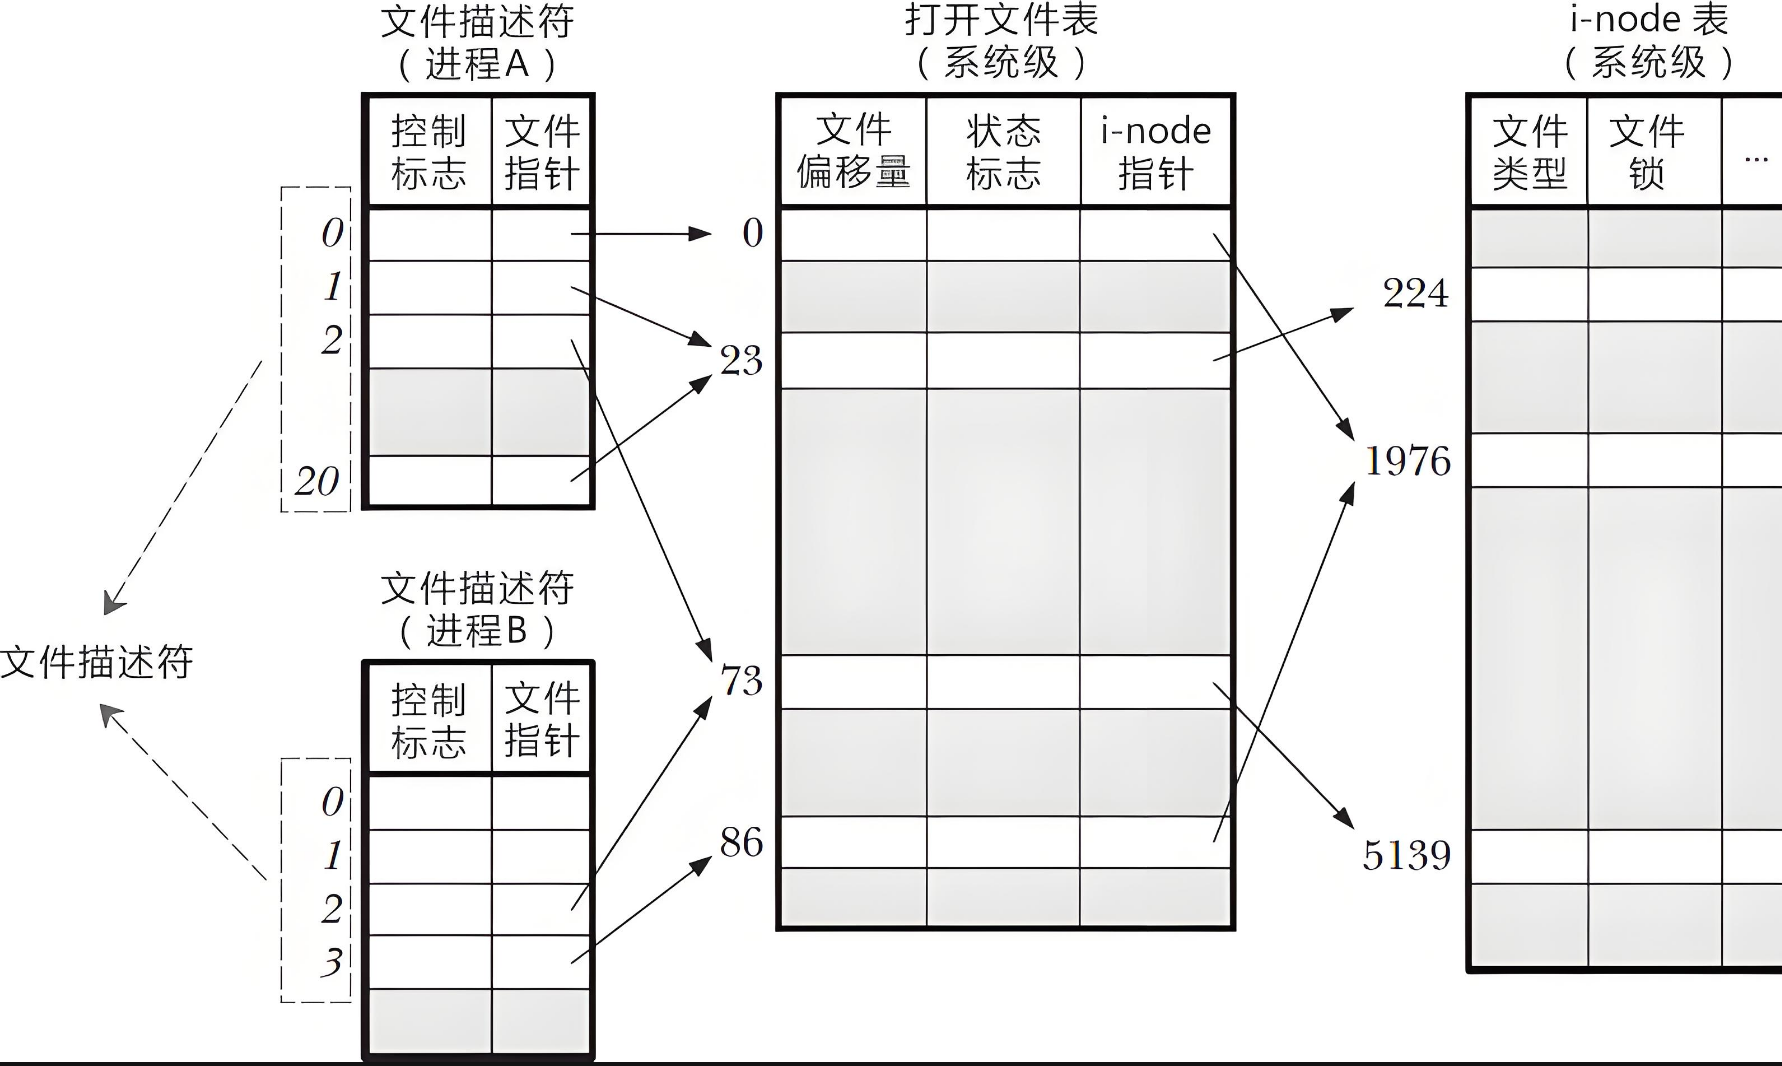 文件描述符
（进程A）
控制
标志
文件
指针
0
1
2
20
文件描述符
文件描述符
（进程B）
控制
标志
文件
指针
0
1
2
3
打开文件表
（系统级）
文件
偏移量
状态
标志
i-node
指针
0
23
73
86
i-node 表
（系统级）
文件
类型
文件
锁
...
224
1976
5139